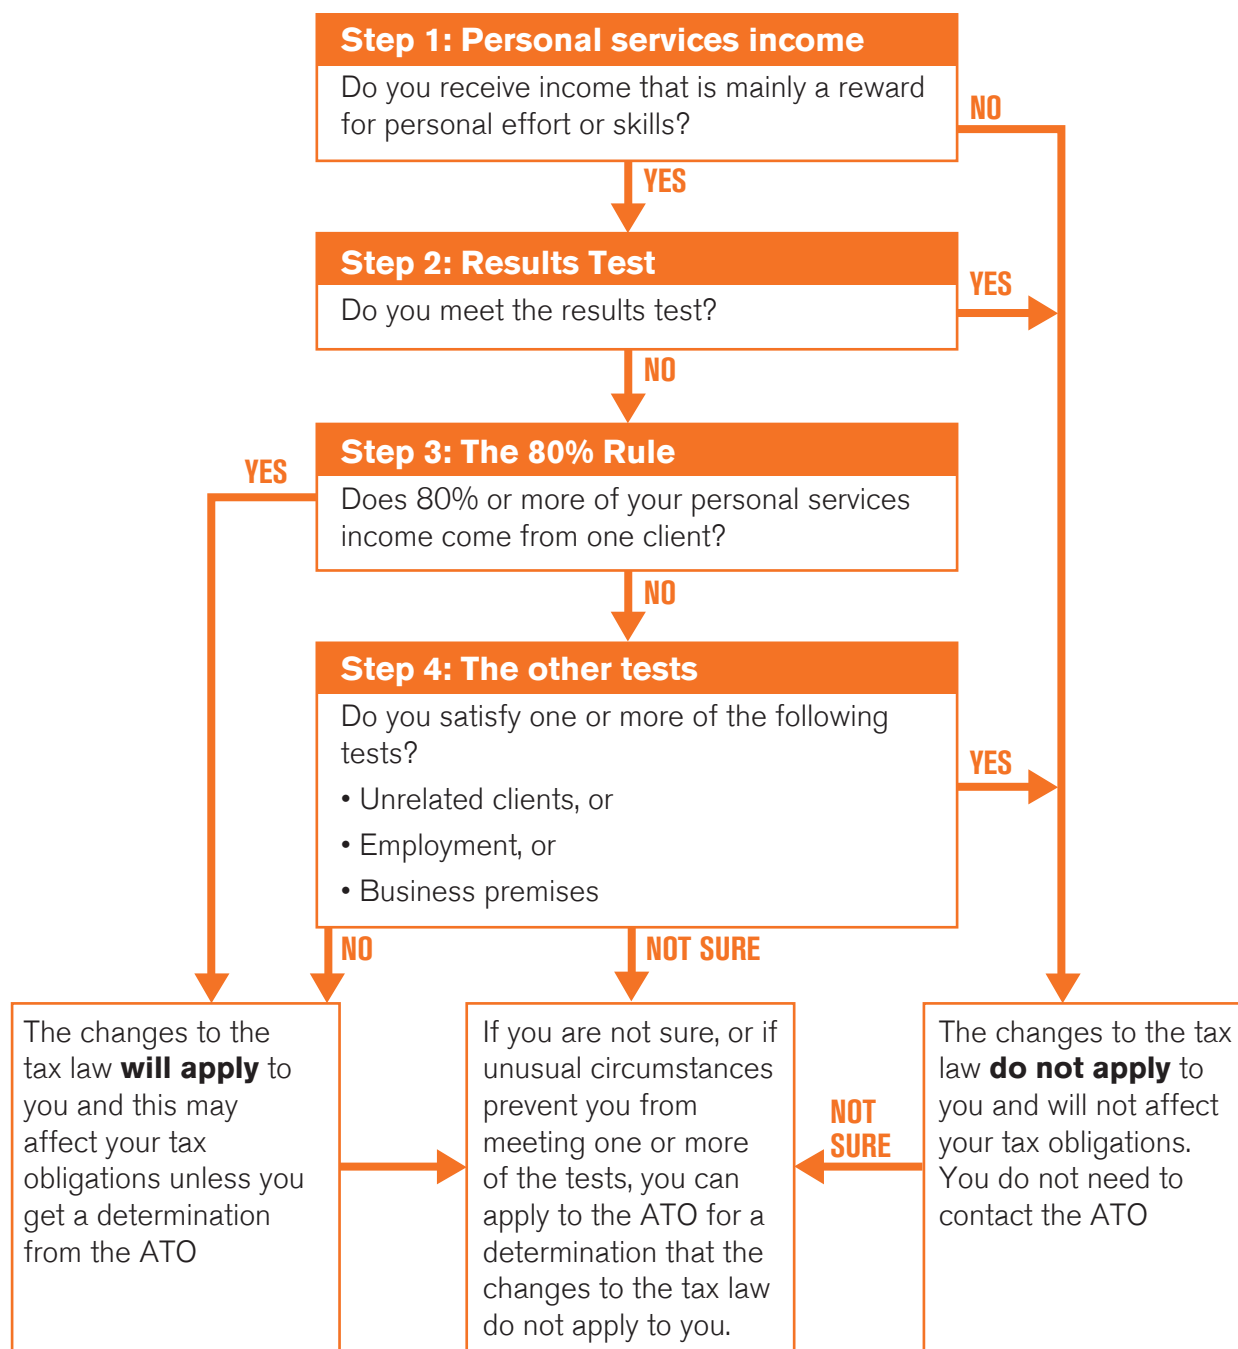 Step 1: Personal services income
Do you receive income that is mainly a reward
for personal effort or skills?
NO
YES
Step 2: Results Test
Do you meet the results test?
YES
NO
Step 3: The 80% Rule
YES
Does 80% or more of your personal services
income come from one client?
NO
Step 4: The other tests
Do you satisfy one or more of the following
tests?
• Unrelated clients, or
• Employment, or
• Business premises
YES
NO
NOT SURE
The changes to the
tax law will apply to
you and this may
affect your tax
obligations unless you
get a determination
from the ATO
If you are not sure, or if
unusual circumstances
prevent you from
meeting one or more
of the tests, you can
apply to the ATO for a
determination that the
changes to the tax law
do not apply to you.
NOT
SURE
The changes to the tax
law do not apply to
you and will not affect
your tax obligations.
You do not need to
contact the ATO